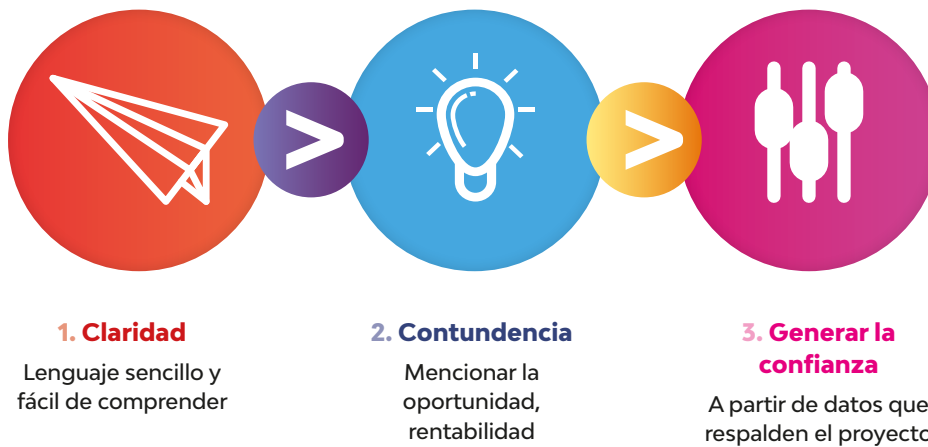 >
>
1. Claridad
Lenguaje sencillo y
fácil de comprender
2. Contundencia
Mencionar la
oportunidad,
rentabilidad
3. Generar la
confianza
A partir de datos que
respalden el proyecto